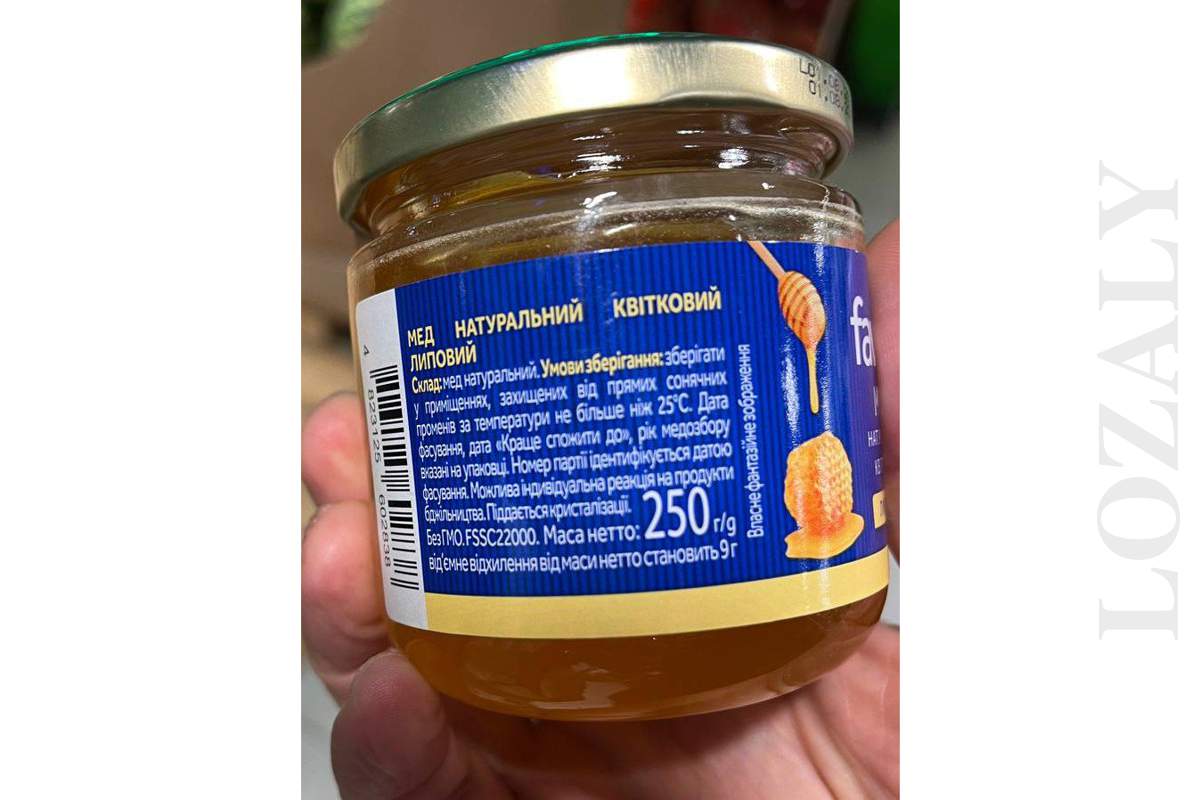 МЕД НАТУРАЛЬНИЙ КВІТКОВИЙ
ЛИПОВИЙ
Склад: мед натуральний. Умови зберігання: зберігати
у приміщеннях, захищених від прямих сонячних
променів за температури не більше ніж 25°С. Дата
фасування, дата «Краще спожити до», рік медозбору
вказані на упаковці. Номер партії ідентифікується датою
фасування. Можлива індивідуальна реакція на продукти
бджільництва. Піддається кристалізації.
Без ГМО. FSSC22000. Маса нетто: 250 г/g
від'ємне відхилення від маси нетто становить 9 г
Власне фантазійне зображення
4 823125 602838
fa
LOZALY